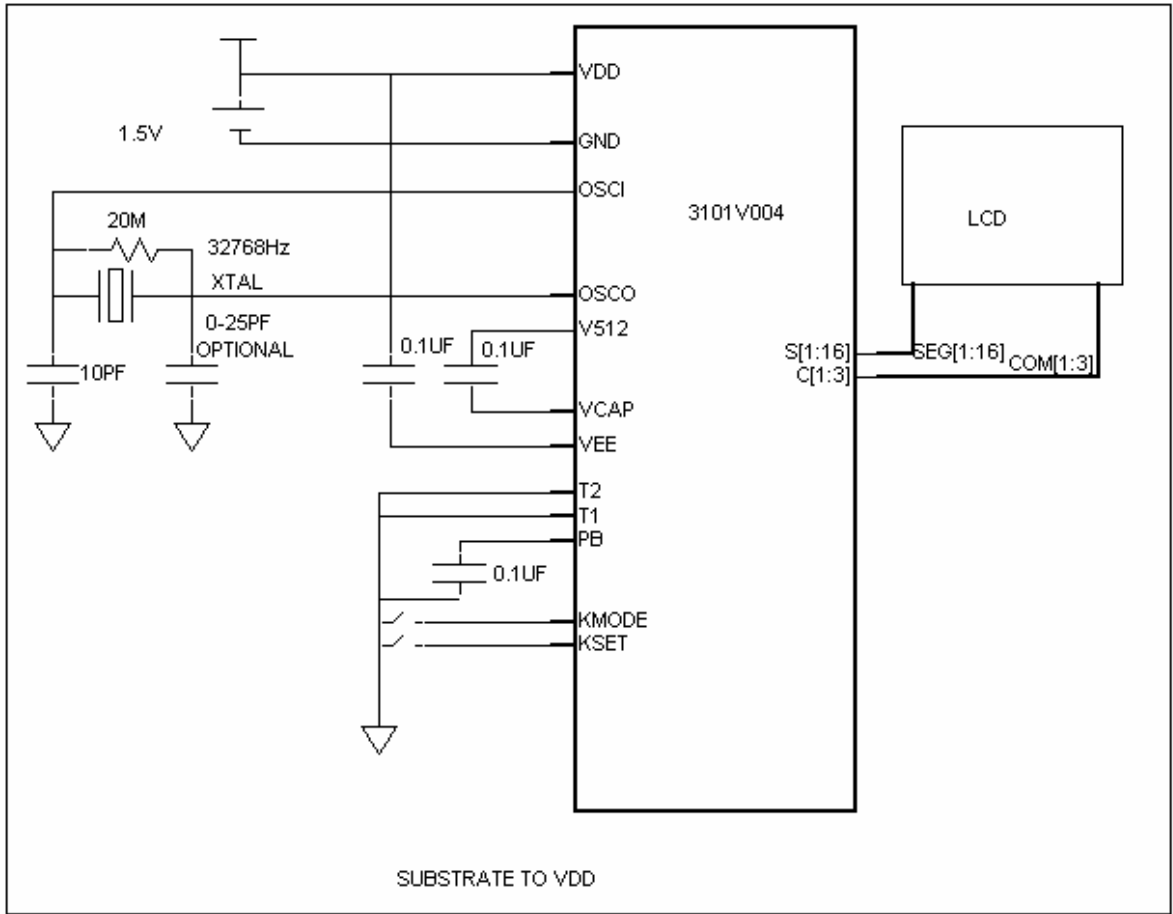 VDD
1.5V
GND
OSCI
3101V004
LCD
20M
32768Hz
XTAL
OSCO
0-25PF
OPTIONAL
V512
0.1UF
0.1UF
10PF
S[1:16]
SEG[1:16]
C[1:3]
COM[1:3]
VCAP
VEE
T2
T1
PB
0.1UF
KMODE
KSET
SUBSTRATE TO VDD